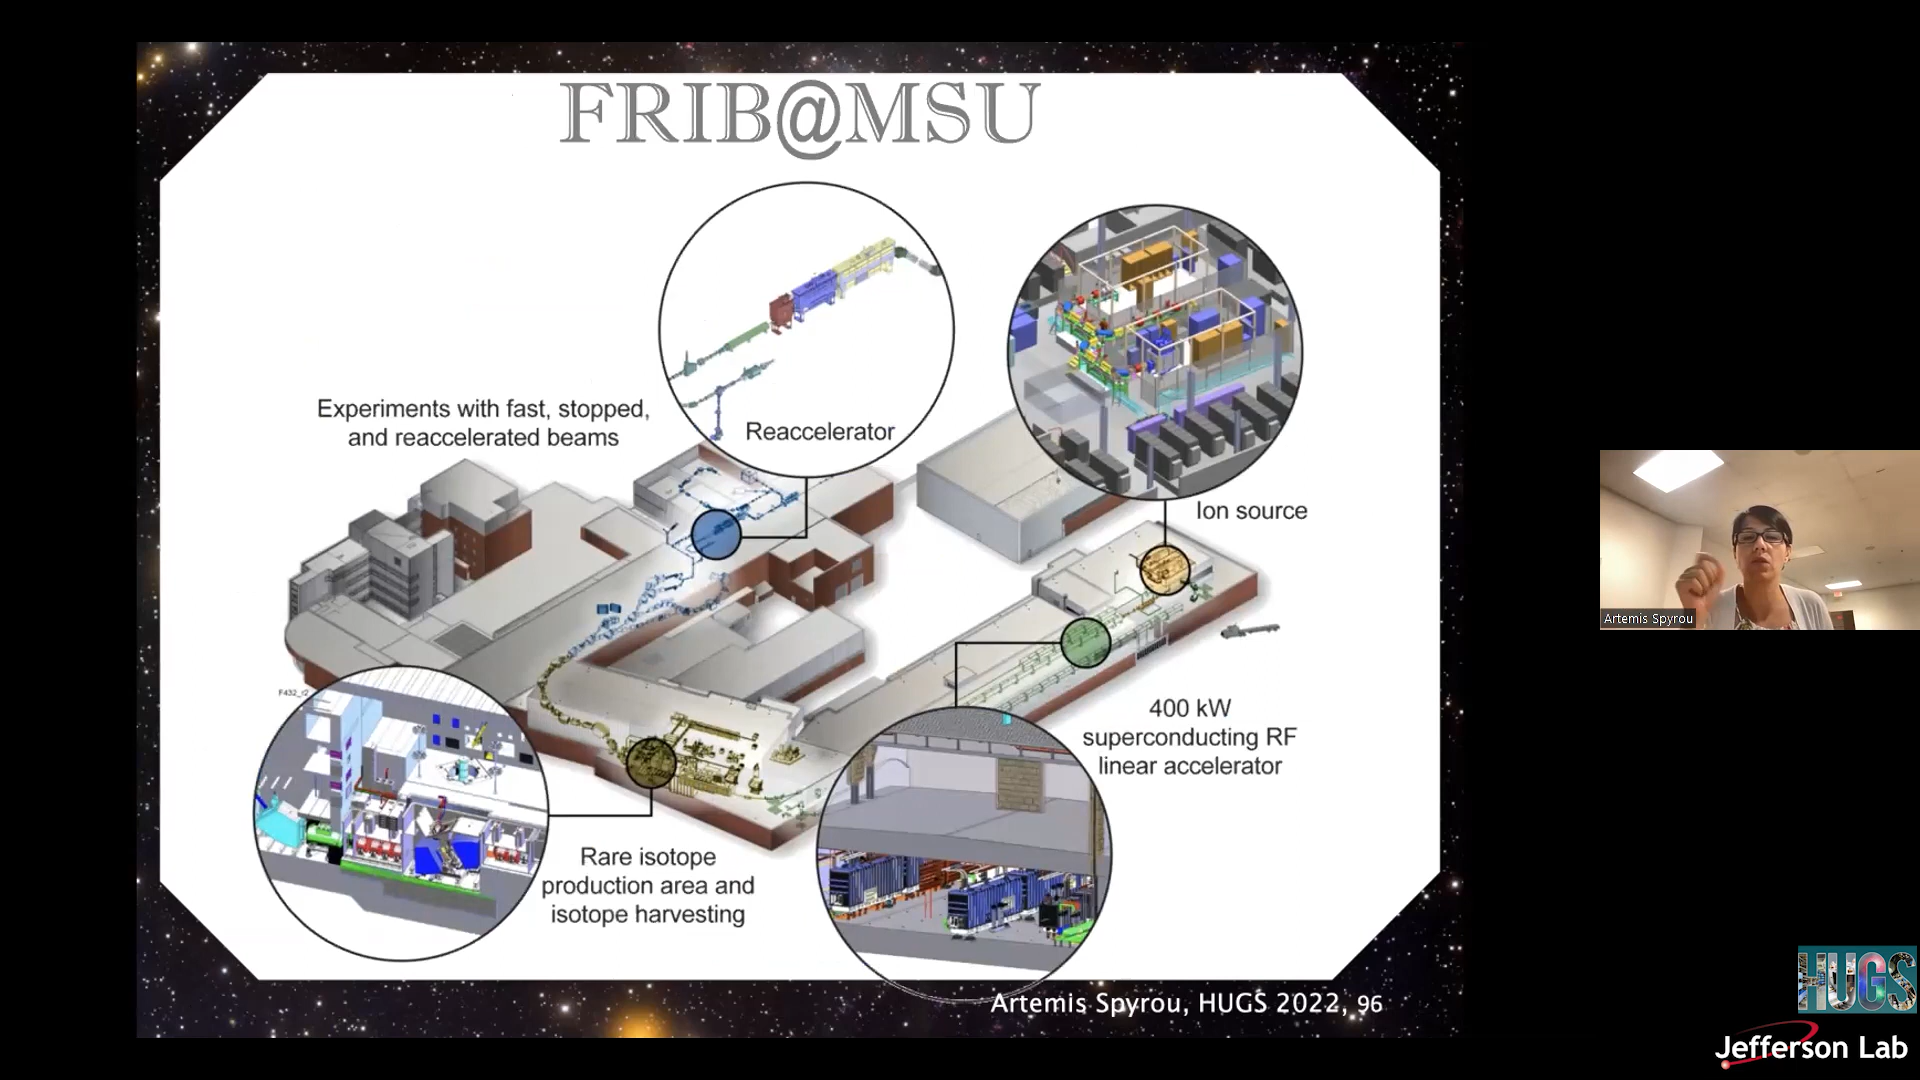 FRIB@MSU
Experiments with fast, stopped,
and reaccelerated beams
Reaccelerator
Ion source
400 kW
superconducting RF
linear accelerator
F432_r2
Rare isotope
production area and
isotope harvesting
Artemis Spyrou, HUGS 2022, 96
Artemis Spyrou
HUGS
Jefferson Lab